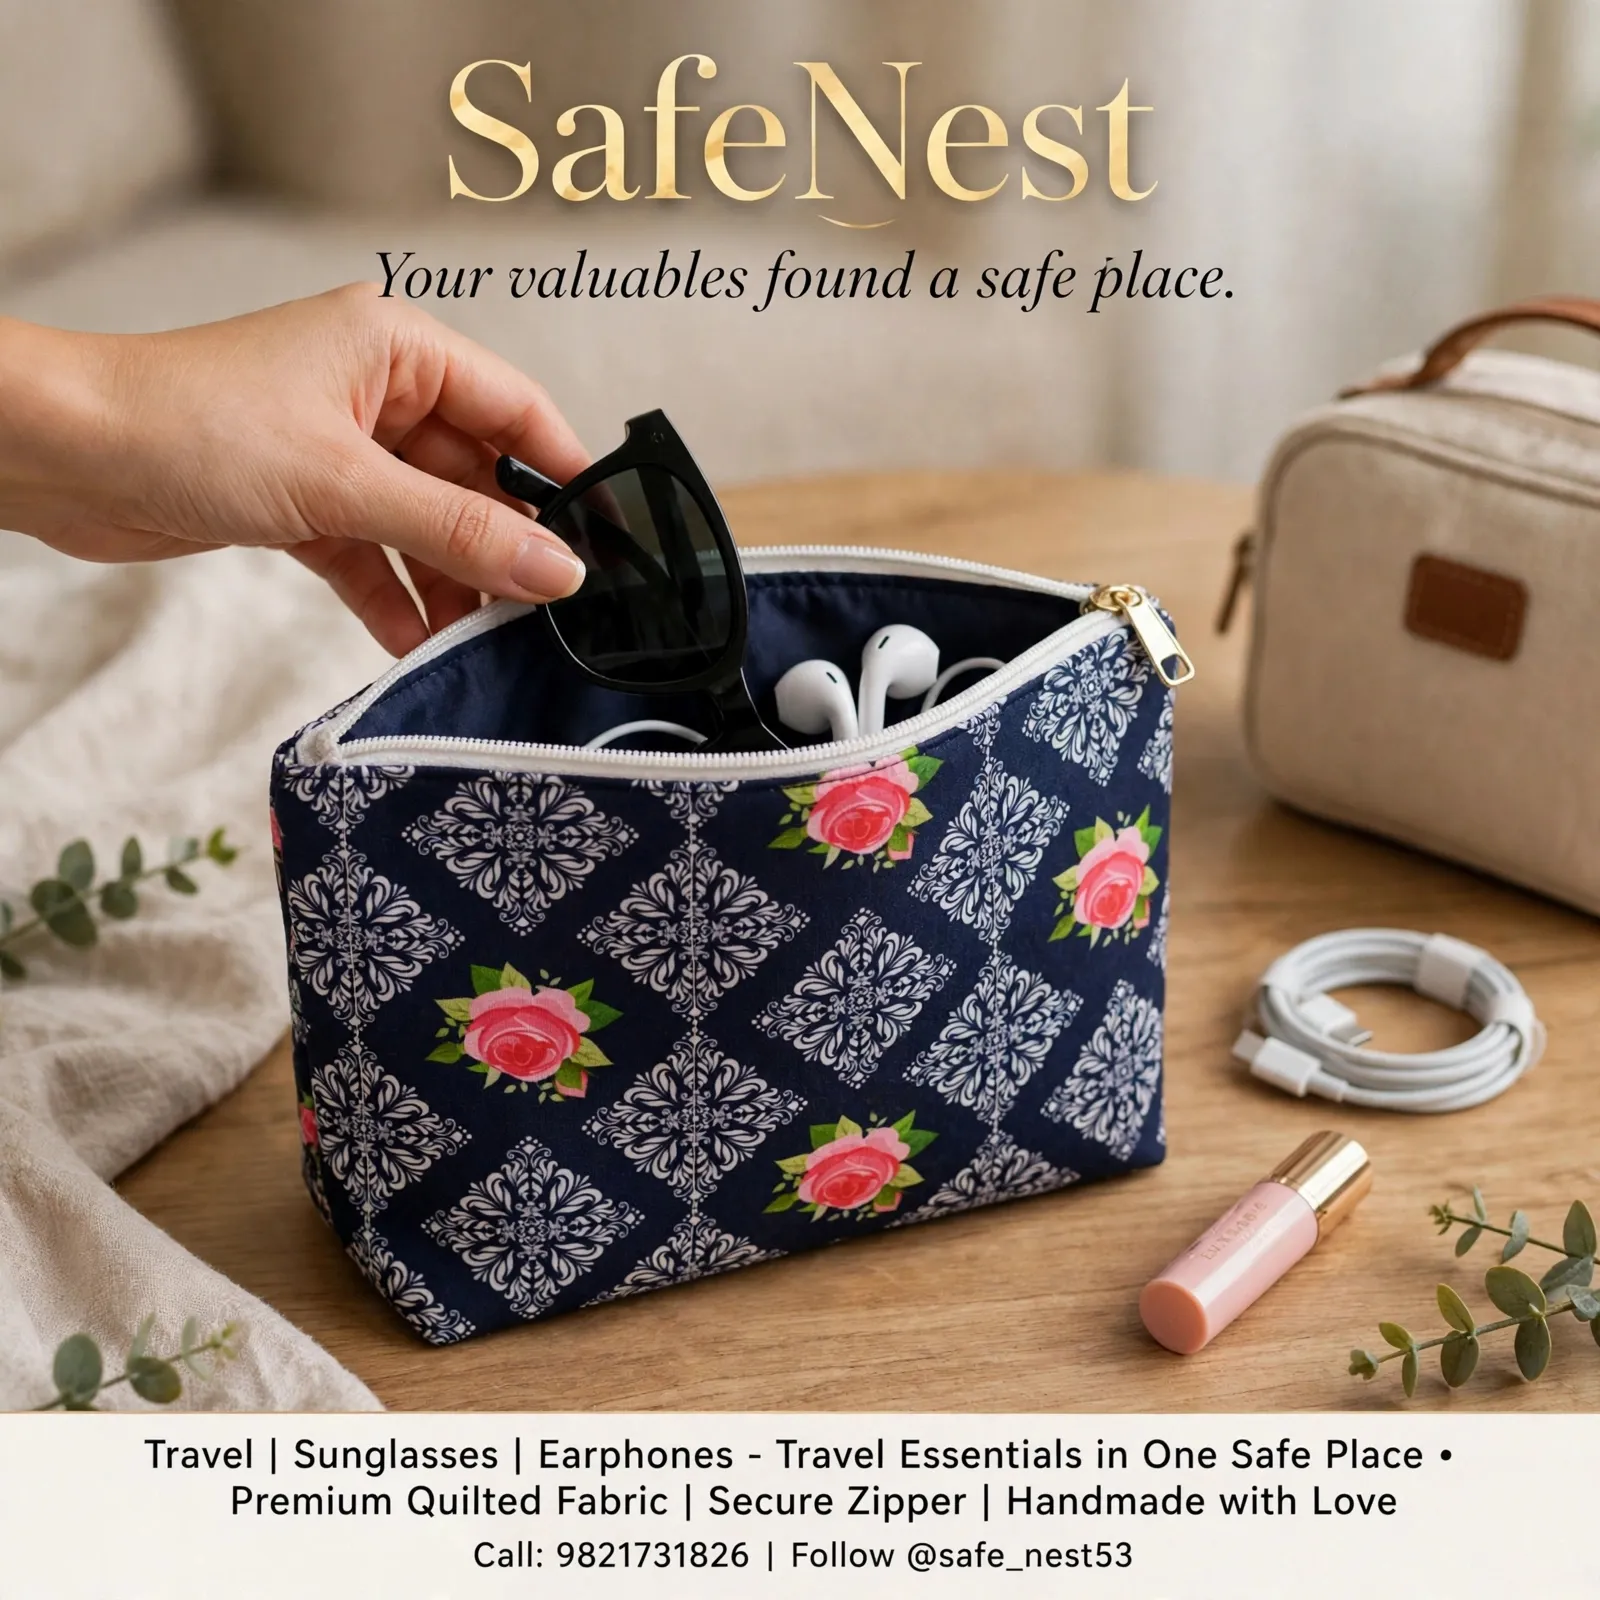 SafeNest
Your valuables found a safe place.
Travel | Sunglasses | Earphones - Travel Essentials in One Safe Place •
Premium Quilted Fabric | Secure Zipper | Handmade with Love
Call: 9821731826 | Follow @safe_nest53